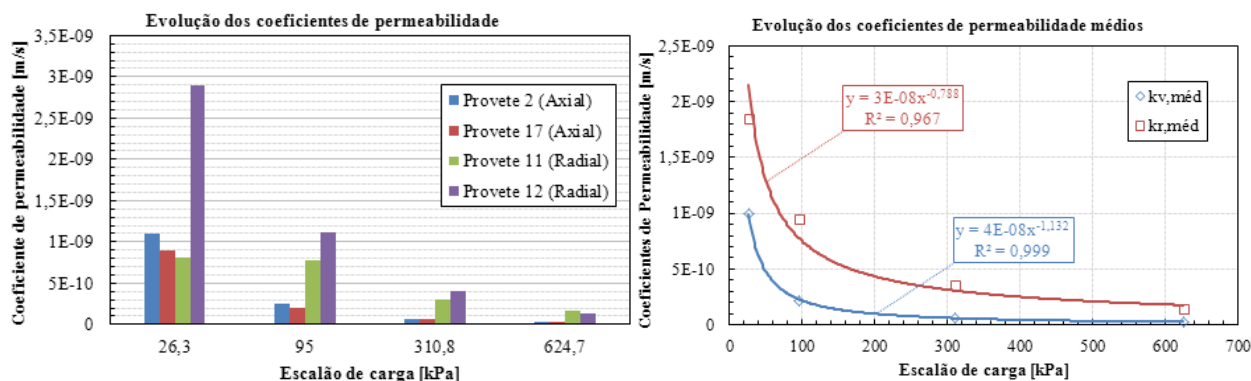 Evolução dos coeficientes de permeabilidade
Coeficiente de permeabilidade [m/s]
3,5E-09
3E-09
2,5E-09
2E-09
1,5E-09
1E-09
5E-10
0
Provete 2 (Axial)
Provete 17 (Axial)
Provete 11 (Radial)
Provete 12 (Radial)
26,3
95
310,8
624,7
Escalão de carga [kPa]
Evolução dos coeficientes de permeabilidade médios
Coeficientes de Permeabilidade [m/s]
2,5E-09
2E-09
1,5E-09
1E-09
5E-10
0
y = 3E-08x^-0,788
R² = 0,967
y = 4E-08x^-1,132
R² = 0,999
kv,méd
kr,méd
0
100
200
300
400
500
600
700
Escalão de carga [kPa]